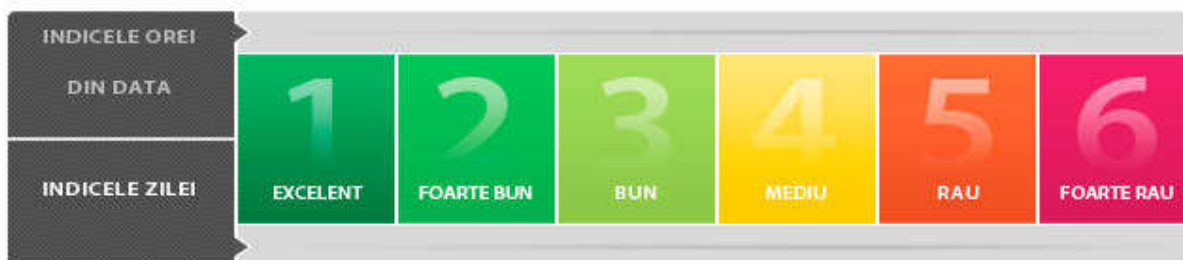 INDICELE OREI
DIN DATA
INDICELE ZILEI
1
EXCELENT
2
FOARTE BUN
3
BUN
4
MEDIU
5
RAU
6
FOARTE RAU